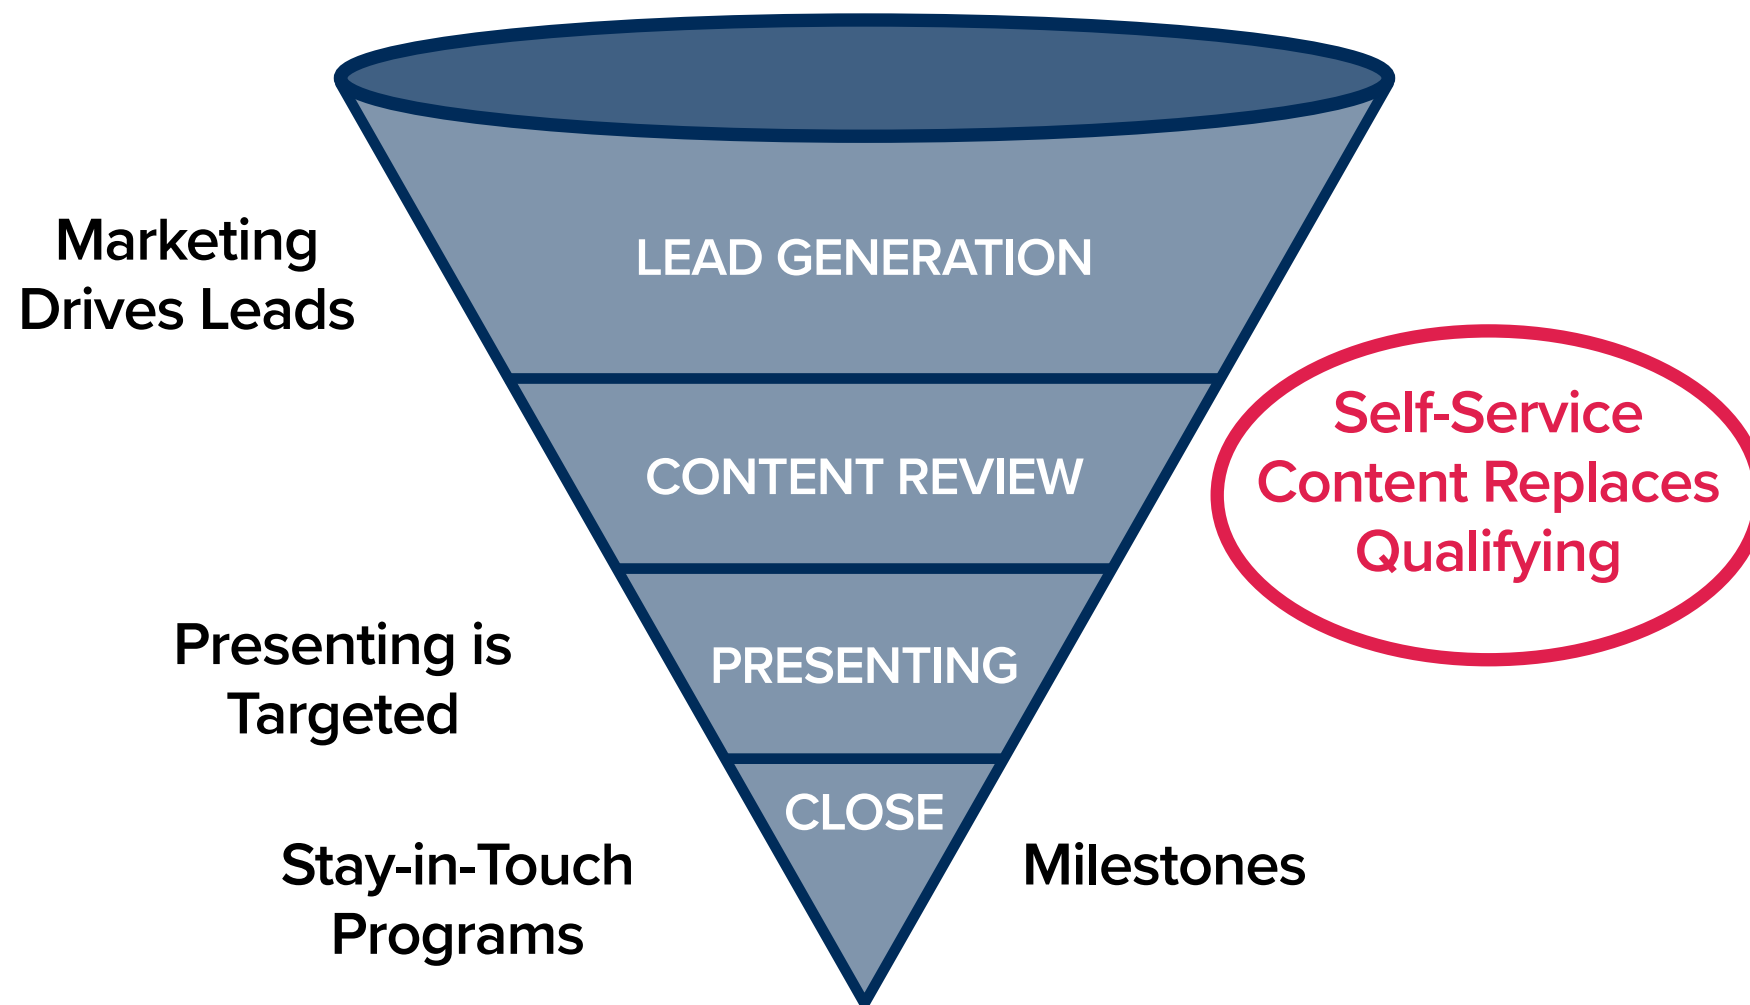 Marketing
Drives Leads
LEAD GENERATION
Self-Service
Content Replaces
Qualifying
CONTENT REVIEW
Presenting is
Targeted
PRESENTING
CLOSE
Stay-in-Touch
Programs
Milestones